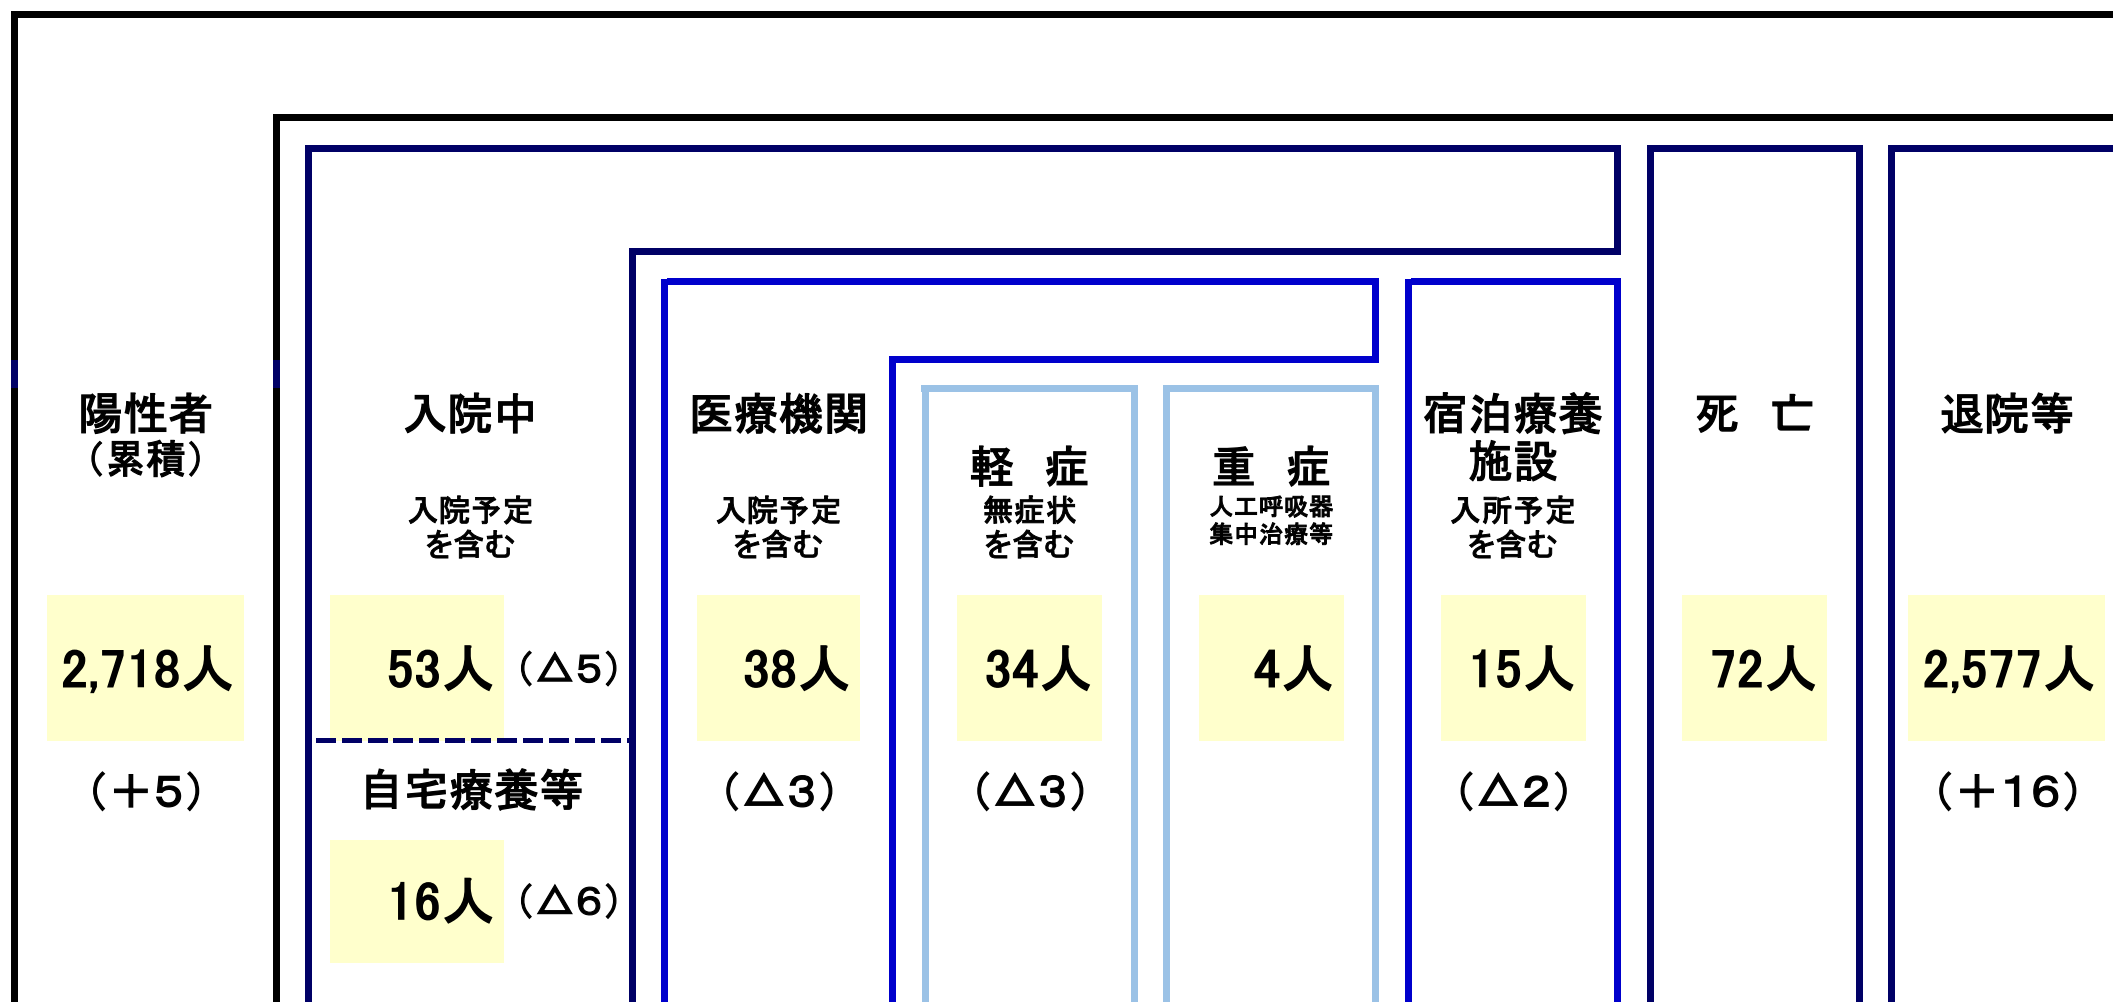 陽性者
（累積）
2,718人
（＋5）
入院中
入院予定
を含む
53人（△5）
自宅療養等
16人（△6）
医療機関
入院予定
を含む
38人
（△3）
軽　症
無症状
を含む
34人
（△3）
重　症
人工呼吸器
集中治療等
4人
宿泊療養
施設
入所予定
を含む
15人
（△2）
死　亡
72人
退院等
2,577人
（＋16）